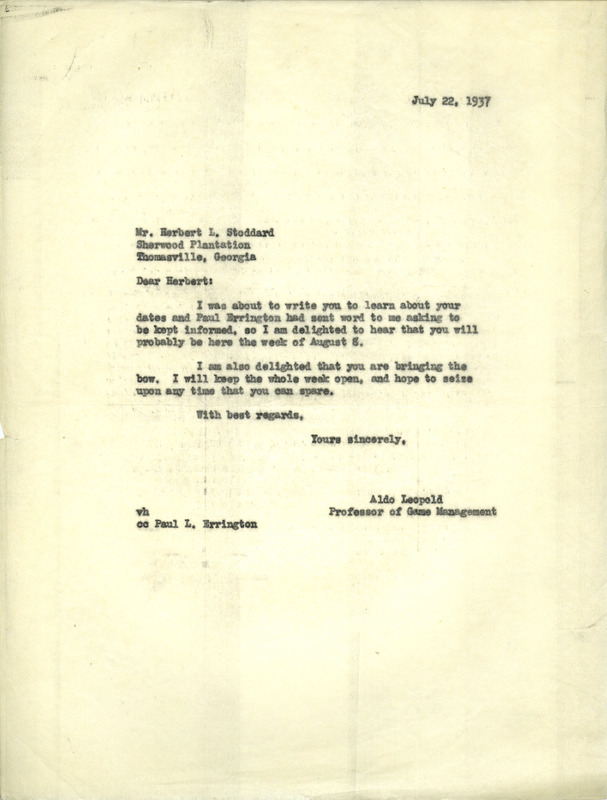 July 22, 1937
Mr. Herbert L. Stoddard
Sherwood Plantation
Thomasville, Georgia
Dear Herbert:
I was about to write you to learn about your
dates and Paul Errington had sent word to me asking to
be kept informed, so I am delighted to hear that you will
probably be here the week of August 8.
I am also delighted that you are bringing the
bow. I will keep the whole week open, and hope to seize
upon any time that you can spare.
With best regards,
Yours sincerely,
Aldo Leopold
vh Professor of Game Management
cc Paul L. Errington